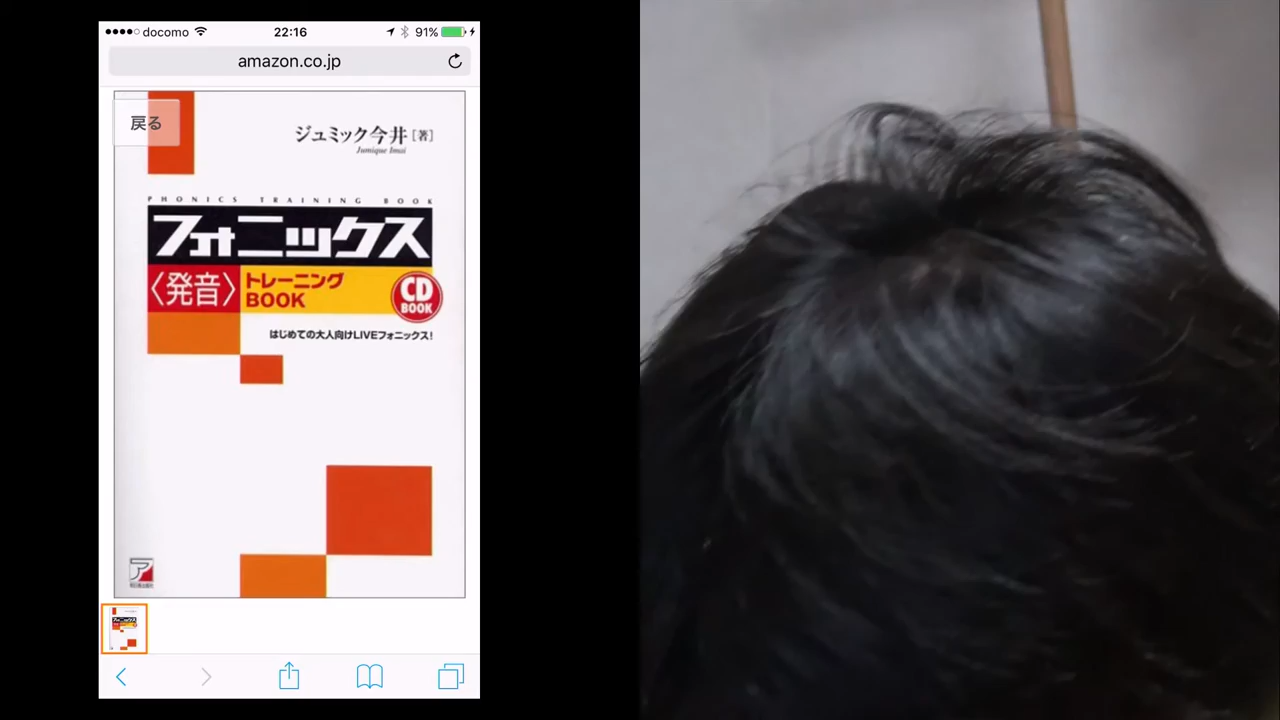 docomo 22:16 91%
amazon.co.jp
戻る
ジュミック今井[著]
Jumique Imai
PHONICS TRAINING BOOK
フォニックス
〈発音〉
トレーニング
BOOK
CD
BOOK
はじめての大人向けLIVEフォニックス!
ア